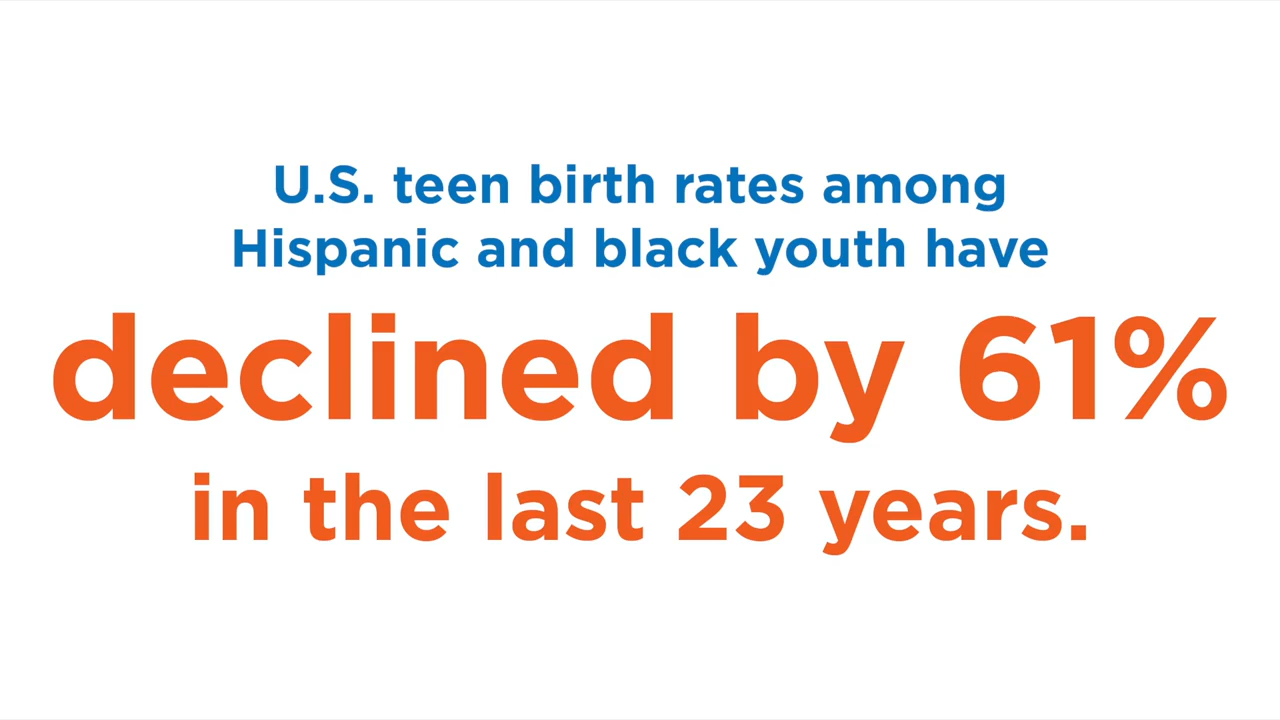 U.S. teen birth rates among
Hispanic and black youth have
declined by 61%
in the last 23 years.